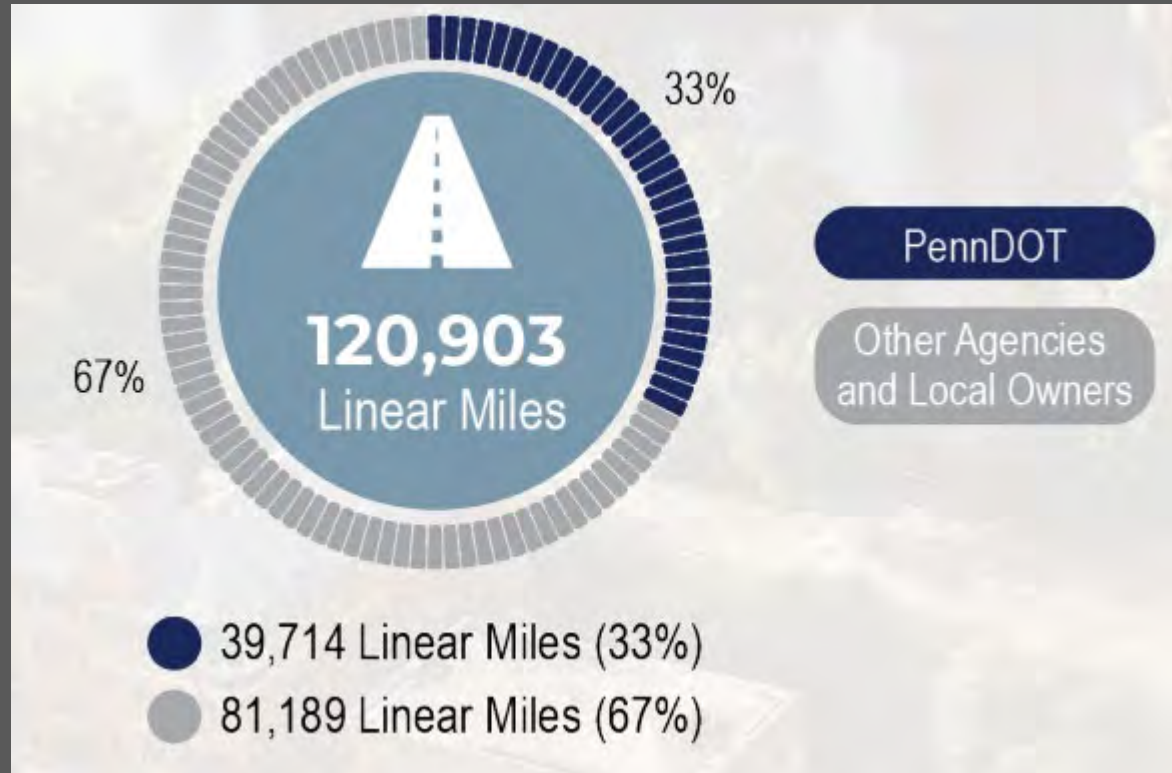 33%
PennDOT
120,903
Linear Miles
Other Agencies
and Local Owners
67%
39,714 Linear Miles (33%)
81,189 Linear Miles (67%)